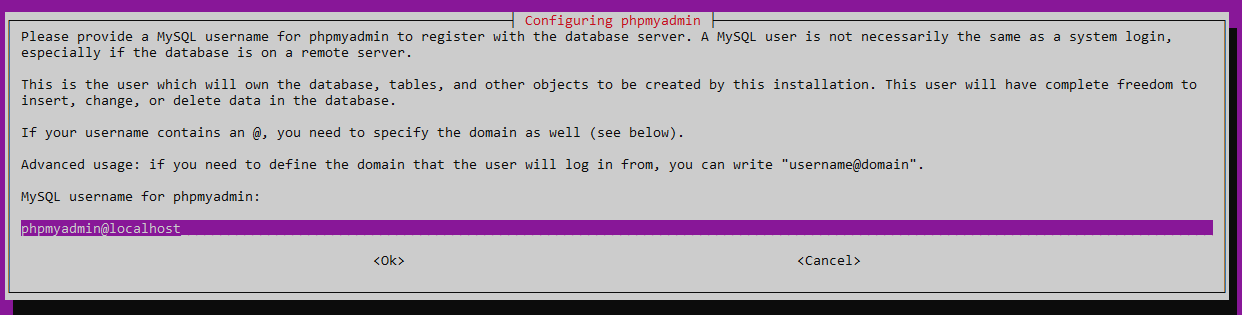 Configuring phpmyadmin
Please provide a MySQL username for phpmyadmin to register with the database server. A MySQL user is not necessarily the same as a system login,
especially if the database is on a remote server.
This is the user which will own the database, tables, and other objects to be created by this installation. This user will have complete freedom to
insert, change, or delete data in the database.
If your username contains an @, you need to specify the domain as well (see below).
Advanced usage: if you need to define the domain that the user will log in from, you can write "username@domain".
MySQL username for phpmyadmin:
phpmyadmin@localhost
<Ok> <Cancel>